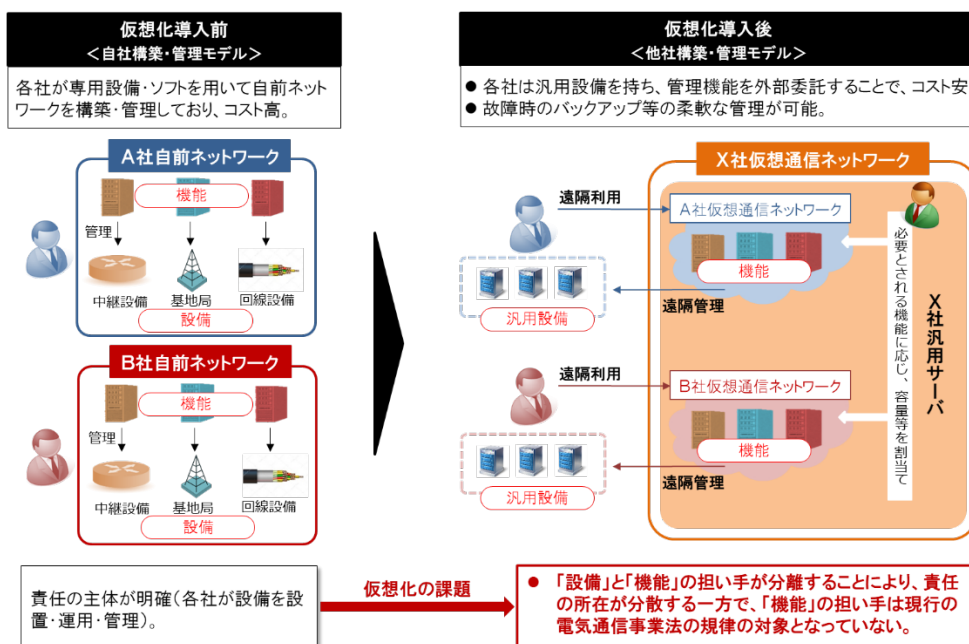 仮想化導入前
＜自社構築・管理モデル＞
各社が専用設備・ソフトを用いて自前ネット
ワークを構築・管理しており、コスト高。
A社自前ネットワーク
機能
管理
中継設備
基地局
回線設備
設備
B社自前ネットワーク
機能
管理
中継設備
基地局
回線設備
設備
責任の主体が明確（各社が設備を設
置・運用・管理）。
仮想化導入後
＜他社構築・管理モデル＞
● 各社は汎用設備を持ち、管理機能を外部委託することで、コスト安
● 故障時のバックアップ等の柔軟な管理が可能。
X社仮想通信ネットワーク
遠隔利用
A社仮想通信ネットワーク
機能
汎用設備
遠隔管理
遠隔利用
B社仮想通信ネットワーク
機能
汎用設備
遠隔管理
必要とされる機能に応じ、容量等を割当て
X社汎用サーバ
仮想化の課題
● 「設備」と「機能」の担い手が分離することにより、責任
の所在が分散する一方で、「機能」の担い手は現行の
電気通信事業法の規律の対象となっていない。